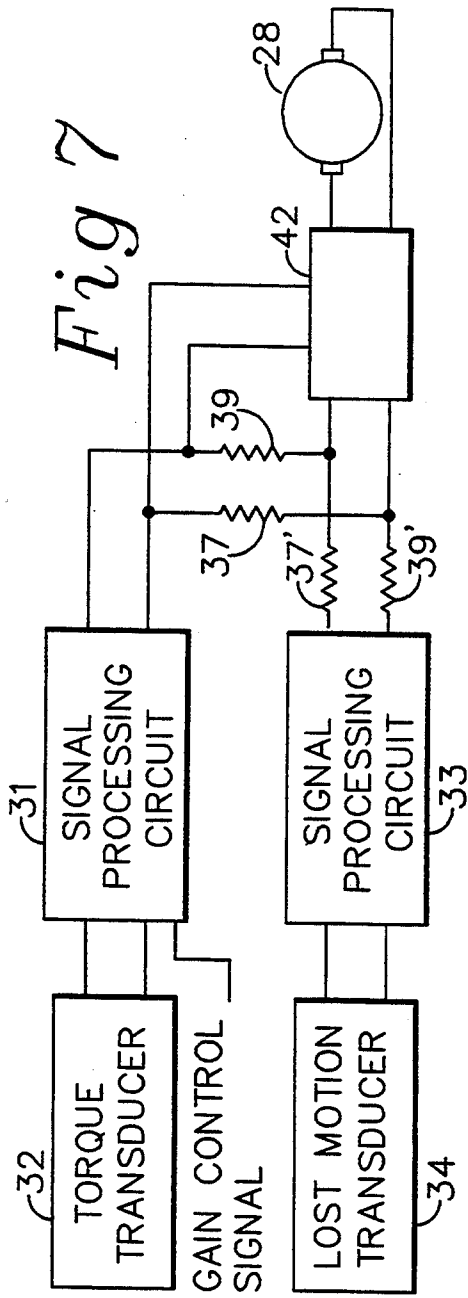 Fig 7
32
TORQUE
TRANSDUCER
GAIN CONTROL
SIGNAL
31
SIGNAL
PROCESSING
CIRCUIT
34
LOST MOTION
TRANSDUCER
33
SIGNAL
PROCESSING
CIRCUIT
37
39
37'
39'
42
28